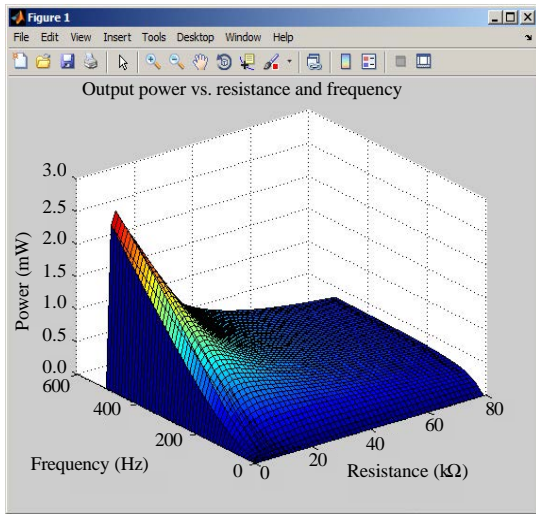 Figure 1
File Edit View Insert Tools Desktop Window Help
Output power vs. resistance and frequency
3.0
2.5
2.0
1.5
1.0
0.5
0.0
Power (mW)
600
400
200
0
Frequency (Hz)
0
20
40
60
80
Resistance (kΩ)